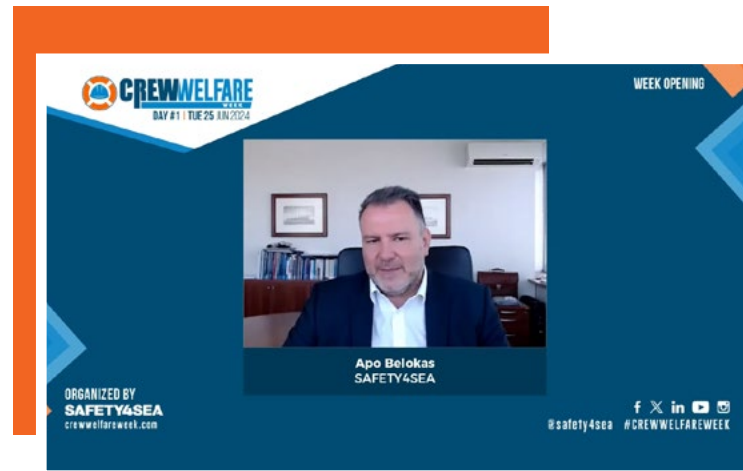 CREWWELFARE
WEEK
DAY #1 | TUE 25 JUN 2024
WEEK OPENING
Apo Belokas
SAFETY4SEA
ORGANIZED BY
SAFETY4SEA
crewwelfareweek.com
@safety4sea #CREWWELFAREWEEK